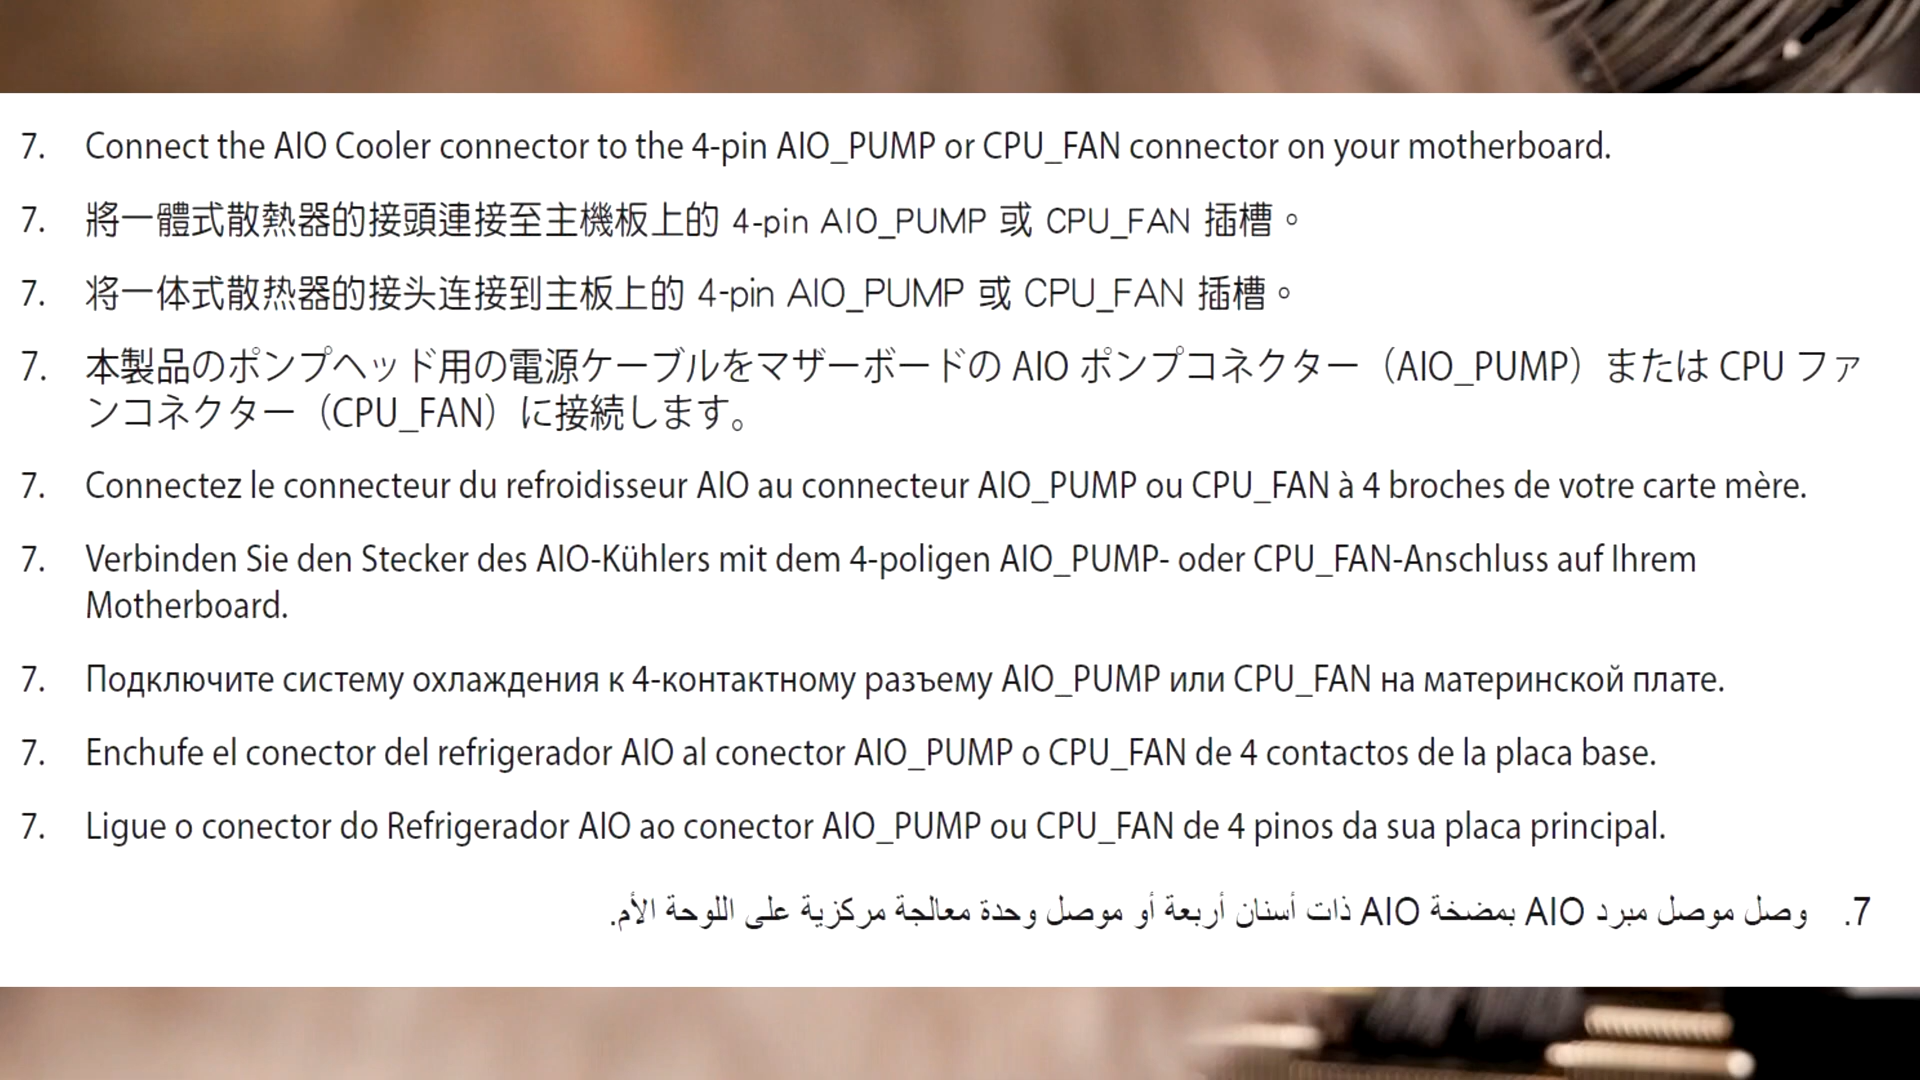 7. Connect the AIO Cooler connector to the 4-pin AIO_PUMP or CPU_FAN connector on your motherboard.
7. 將一體式散熱器的接頭連接至主機板上的 4-pin AIO_PUMP 或 CPU_FAN 插槽。
7. 将一体式散热器的接头连接到主板上的 4-pin AIO_PUMP 或 CPU_FAN 插槽。
7. 本製品のポンプヘッド用の電源ケーブルをマザーボードの AIO ポンプコネクター（AIO_PUMP）または CPU ファ
ンコネクター（CPU_FAN）に接続します。
7. Connectez le connecteur du refroidisseur AIO au connecteur AIO_PUMP ou CPU_FAN à 4 broches de votre carte mère.
7. Verbinden Sie den Stecker des AIO-Kühlers mit dem 4-poligen AIO_PUMP- oder CPU_FAN-Anschluss auf Ihrem
Motherboard.
7. Подключите систему охлаждения к 4-контактному разъему AIO_PUMP или CPU_FAN на материнской плате.
7. Enchufe el conector del refrigerador AIO al conector AIO_PUMP o CPU_FAN de 4 contactos de la placa base.
7. Ligue o conector do Refrigerador AIO ao conector AIO_PUMP ou CPU_FAN de 4 pinos da sua placa principal.
7. وصل موصل مبرد AIO بمضخة AIO ذات أسنان أربعة أو موصل وحدة معالجة مركزية على اللوحة الأم.